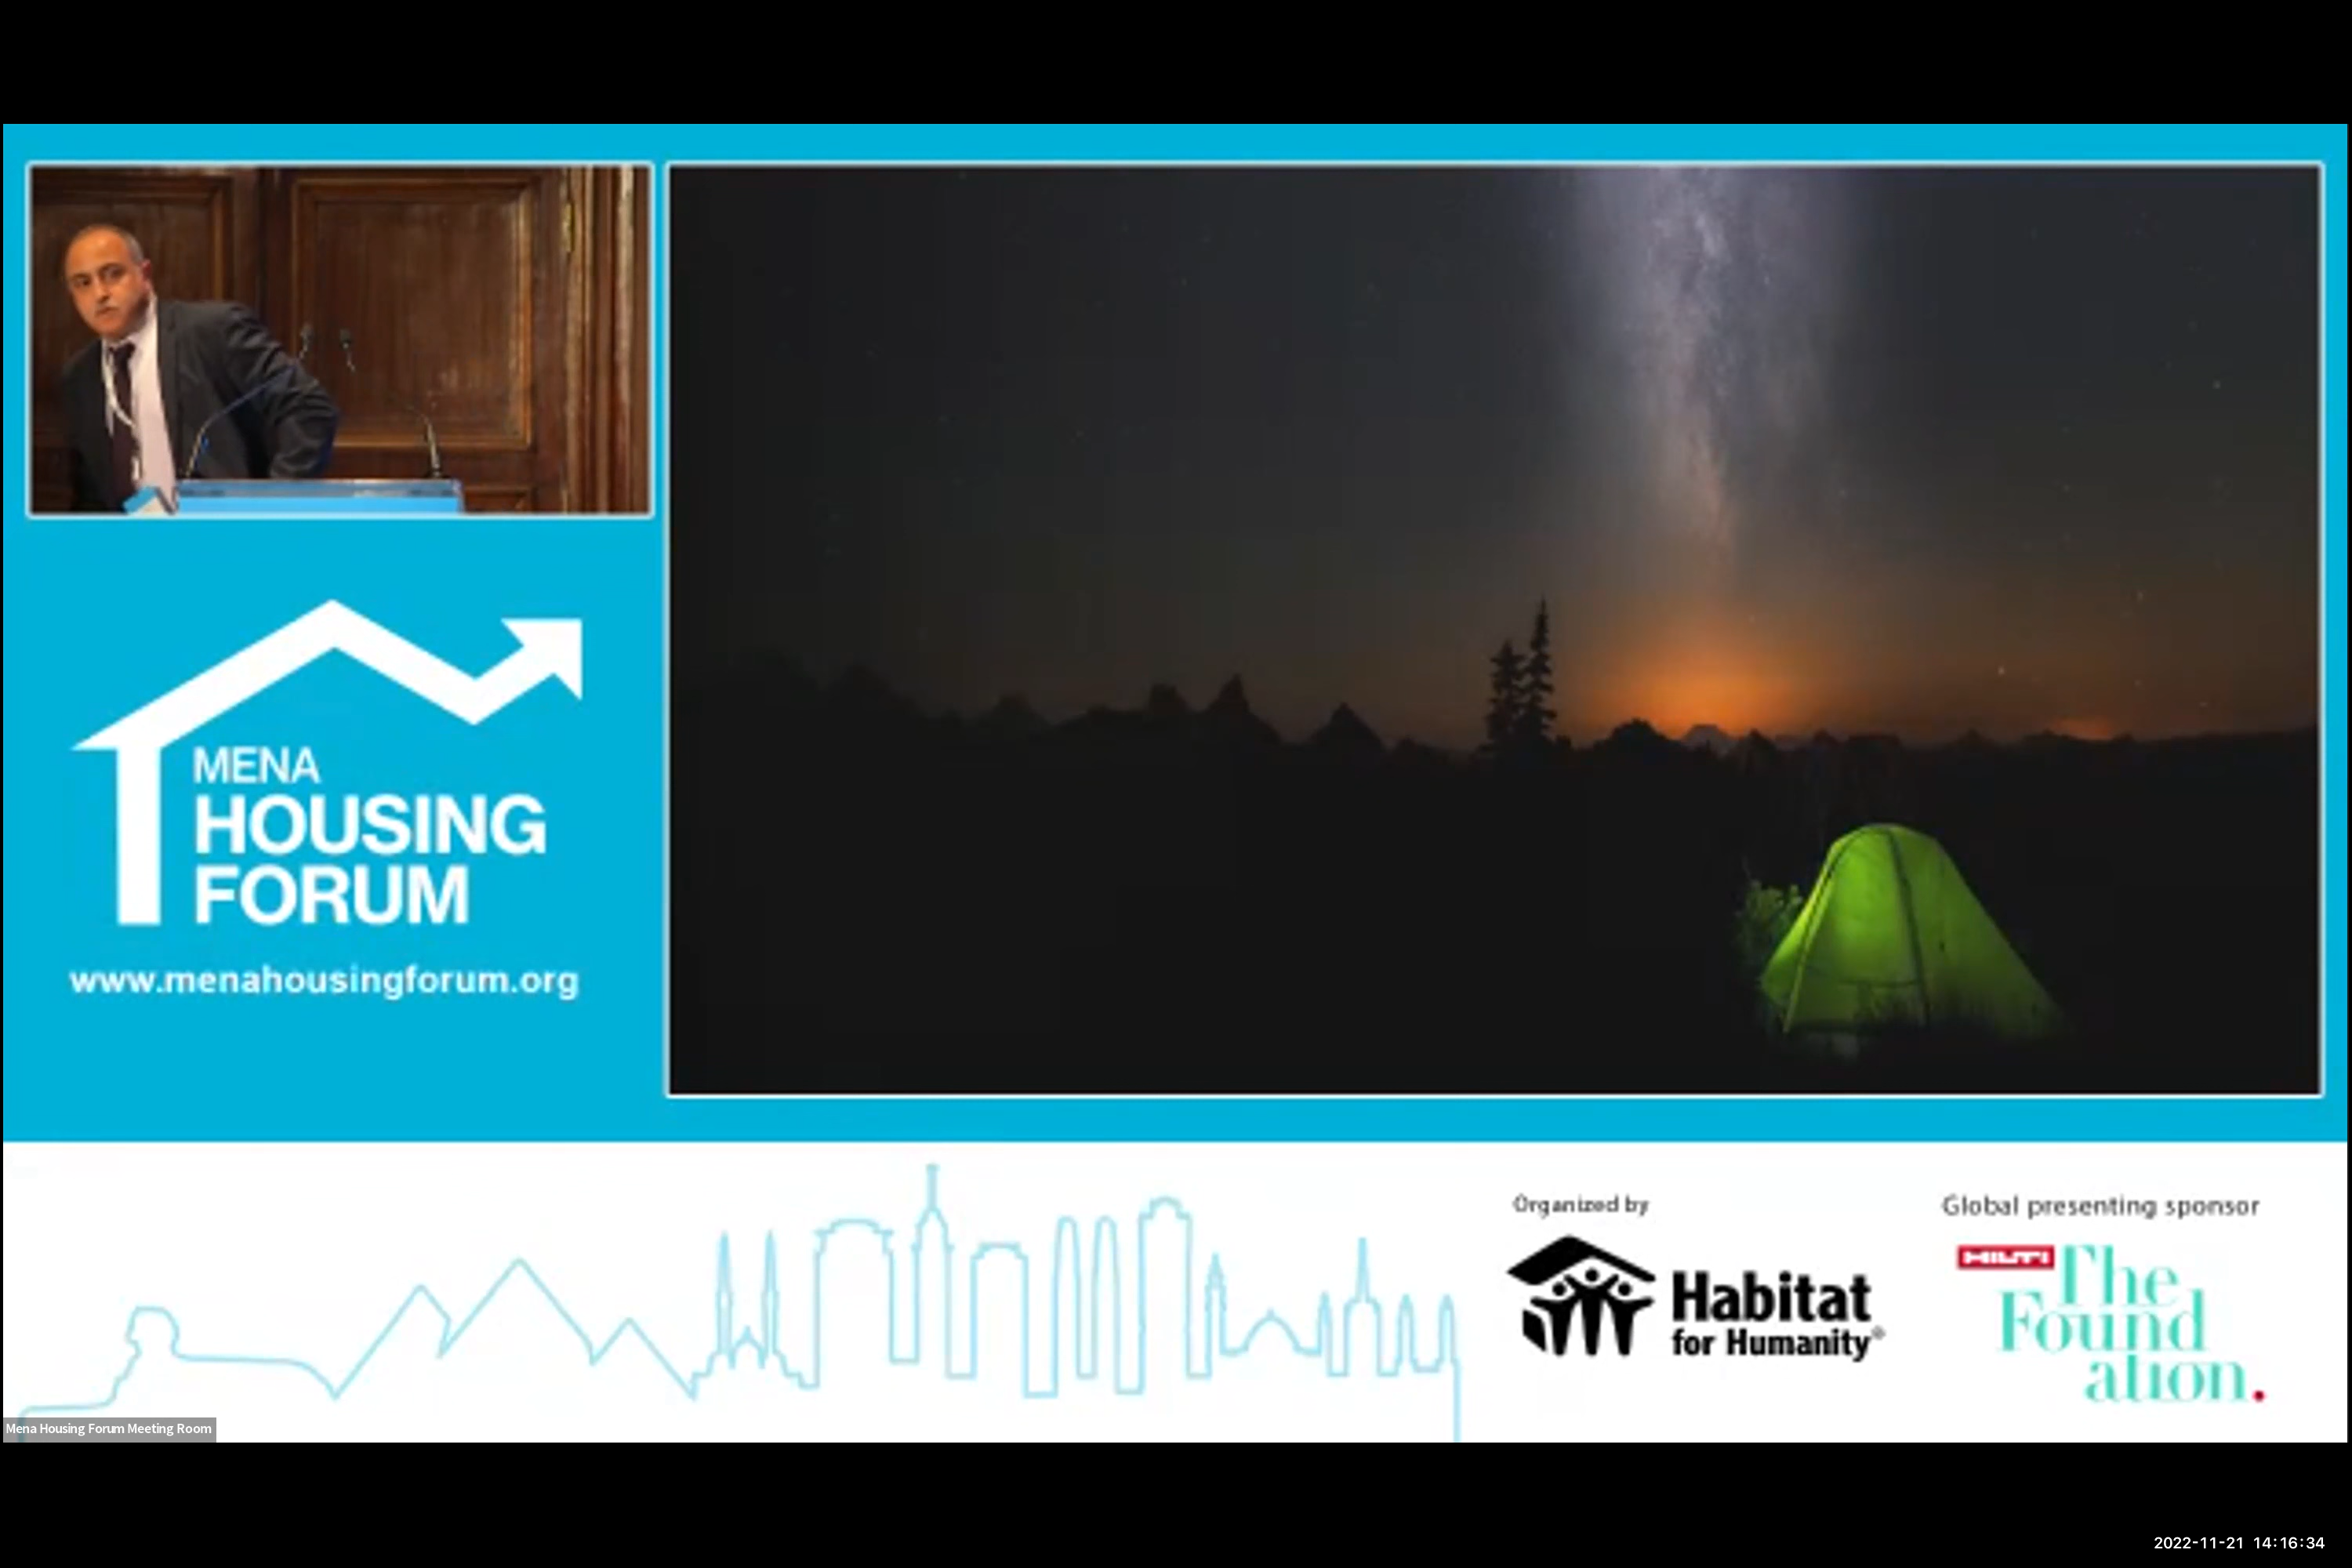 MENA
HOUSING
FORUM
www.menahousingforum.org
Organized by
Habitat
for Humanity®
Global presenting sponsor
HILTI
The
Found
ation.
Mena Housing Forum Meeting Room
2022-11-21 14:16:34